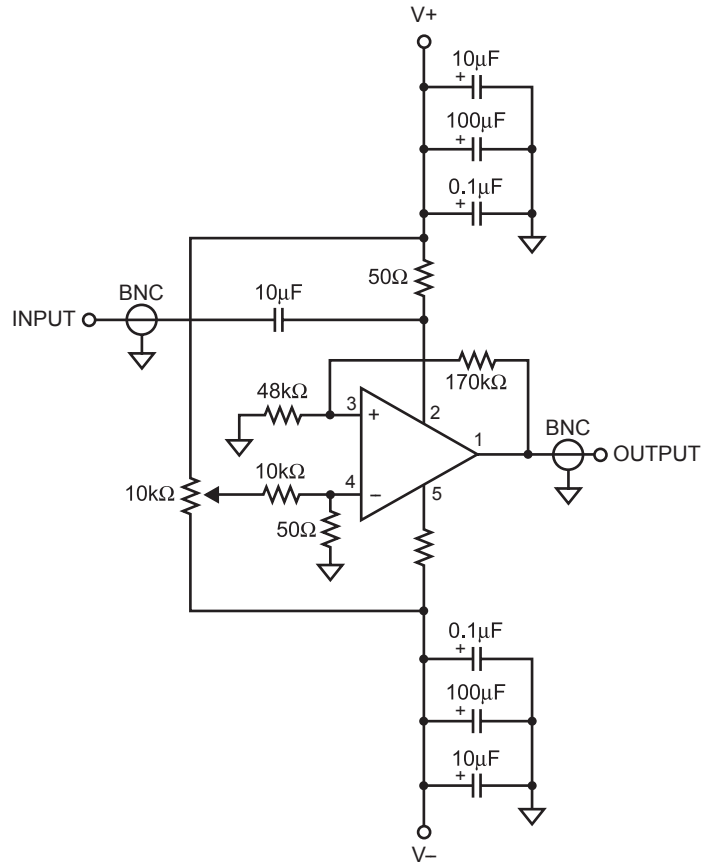 V+
10µF
+
100µF
+
0.1µF
+
50Ω
BNC
10µF
INPUT
170kΩ
48kΩ
3
+
2
BNC
1
OUTPUT
10kΩ
10kΩ
4
–
5
50Ω
0.1µF
+
100µF
+
10µF
+
V–